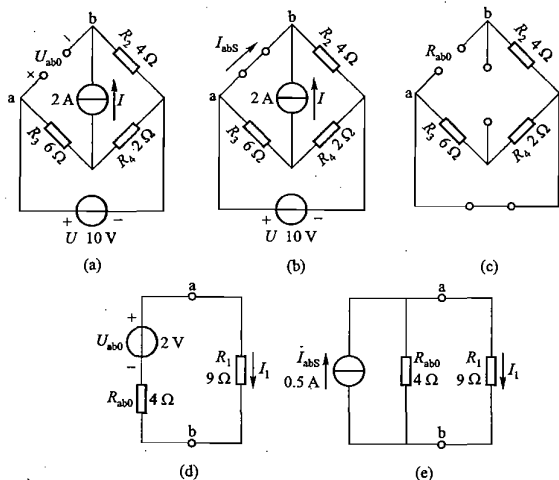 b
U_ab0
−
+
R_2 4 Ω
a
2 A
I
R_3 6 Ω
R_4 2 Ω
+ −
U 10 V
(a)
b
I_abS
R_2 4 Ω
a
2 A
I
R_3 6 Ω
R_4 2 Ω
+ −
U 10 V
(b)
b
R_ab0
R_2 4 Ω
a
R_3 6 Ω
R_4 2 Ω
(c)
a
+
U_ab0 2 V
−
R_ab0 4 Ω
R_1
9 Ω
I_1
b
(d)
a
I_abS
0.5 A
R_ab0
4 Ω
R_1
9 Ω
I_1
b
(e)